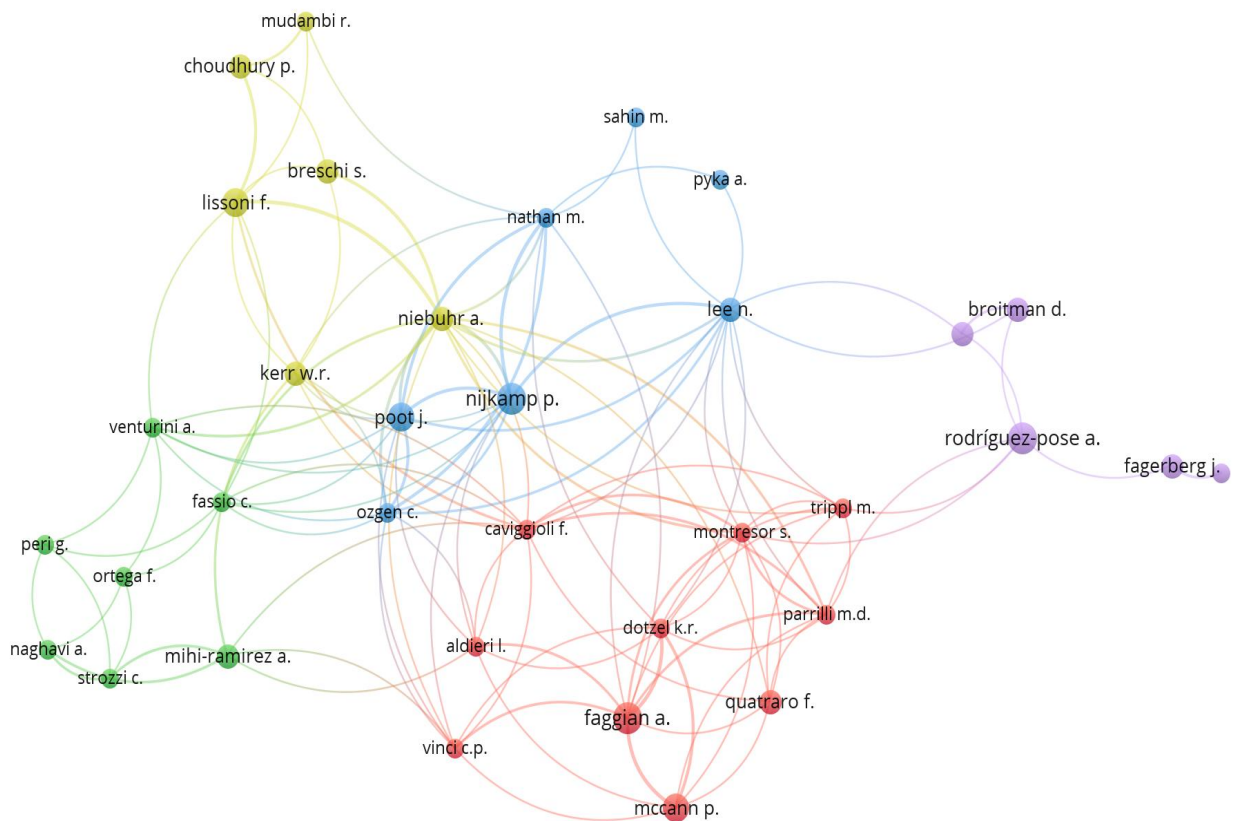 mudambi r.
choudhury p.
sahin m.
breschi s.
pyka a.
lissoni f.
nathan m.
lee n.
broitman d.
niebuhr a.
kerr w.r.
nijkamp p.
poot j.
venturini a.
rodríguez-pose a.
fagerberg j.
fassio c.
ozgen c.
trippl m.
caviggioli f.
montresor s.
peri g.
ortega f.
parrilli m.d.
dotzel k.r.
naghavi a.
aldieri l.
mihi-ramirez a.
strozzi c.
quatraro f.
faggian a.
vinci c.p.
mccann p.